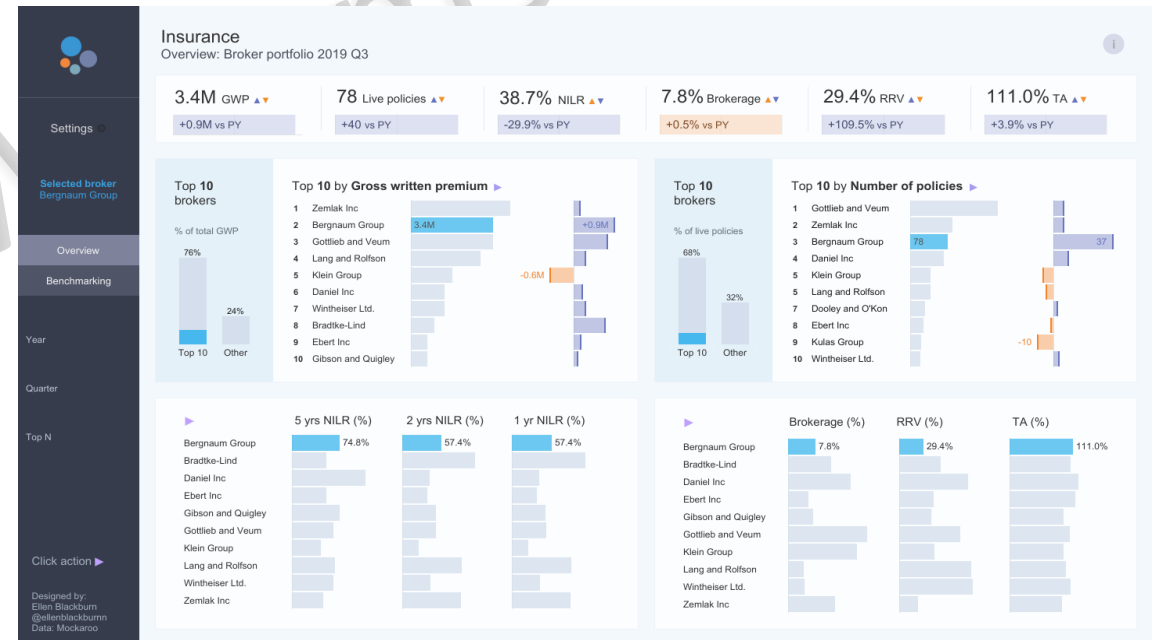 Insurance
Overview: Broker portfolio 2019 Q3
i
Settings
Selected broker
Bergnaum Group
Overview
Benchmarking
Year
Quarter
Top N
Click action ▶
Designed by:
Ellen Blackburn
@ellenblackburnn
Data: Mockaroo
3.4M GWP ▲▼
+0.9M vs PY
78 Live policies ▲▼
+40 vs PY
38.7% NILR ▲▼
-29.9% vs PY
7.8% Brokerage ▲▼
+0.5% vs PY
29.4% RRV ▲▼
+109.5% vs PY
111.0% TA ▲▼
+3.9% vs PY
Top 10
brokers
% of total GWP
76%
24%
Top 10 Other
Top 10 by Gross written premium ▶
1 Zemlak Inc
2 Bergnaum Group 3.4M +0.9M
3 Gottlieb and Veum
4 Lang and Rolfson
5 Klein Group -0.6M
6 Daniel Inc
7 Wintheiser Ltd.
8 Bradtke-Lind
9 Ebert Inc
10 Gibson and Quigley
Top 10
brokers
% of live policies
68%
32%
Top 10 Other
Top 10 by Number of policies ▶
1 Gottlieb and Veum
2 Zemlak Inc
3 Bergnaum Group 78 37
4 Daniel Inc
5 Klein Group
5 Lang and Rolfson
7 Dooley and O'Kon
8 Ebert Inc
9 Kulas Group -10
10 Wintheiser Ltd.
▶ 5 yrs NILR (%) 2 yrs NILR (%) 1 yr NILR (%)
Bergnaum Group 74.8% 57.4% 57.4%
Bradtke-Lind
Daniel Inc
Ebert Inc
Gibson and Quigley
Gottlieb and Veum
Klein Group
Lang and Rolfson
Wintheiser Ltd.
Zemlak Inc
▶ Brokerage (%) RRV (%) TA (%)
Bergnaum Group 7.8% 29.4% 111.0%
Bradtke-Lind
Daniel Inc
Ebert Inc
Gibson and Quigley
Gottlieb and Veum
Klein Group
Lang and Rolfson
Wintheiser Ltd.
Zemlak Inc